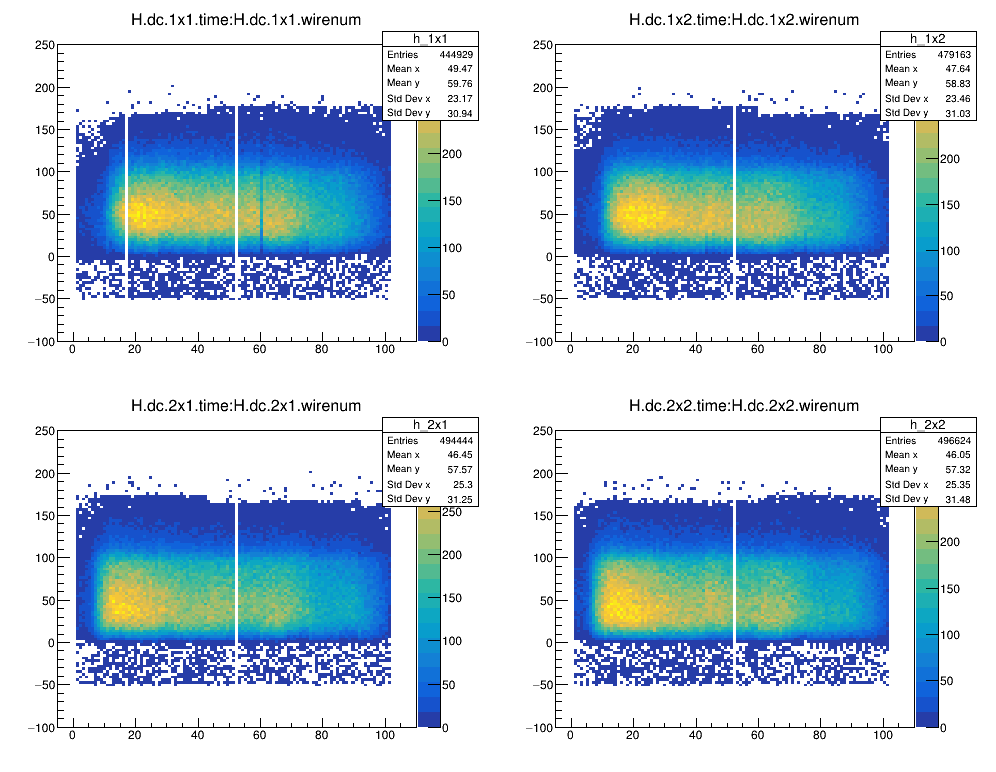 H.dc.1x1.time:H.dc.1x1.wirenum
h_1x1
Entries 444929
Mean x 49.47
Mean y 59.76
Std Dev x 23.17
Std Dev y 30.94
250
200
150
100
50
0
−50
−100
0 20 40 60 80 100
200
150
100
50
0
H.dc.1x2.time:H.dc.1x2.wirenum
h_1x2
Entries 479163
Mean x 47.64
Mean y 58.83
Std Dev x 23.46
Std Dev y 31.03
250
200
150
100
50
0
−50
−100
0 20 40 60 80 100
200
150
100
50
0
H.dc.2x1.time:H.dc.2x1.wirenum
h_2x1
Entries 494444
Mean x 46.45
Mean y 57.57
Std Dev x 25.3
Std Dev y 31.25
250
200
150
100
50
0
−50
−100
0 20 40 60 80 100
250
200
150
100
50
0
H.dc.2x2.time:H.dc.2x2.wirenum
h_2x2
Entries 496624
Mean x 46.05
Mean y 57.32
Std Dev x 25.35
Std Dev y 31.48
250
200
150
100
50
0
−50
−100
0 20 40 60 80 100
200
150
100
50
0